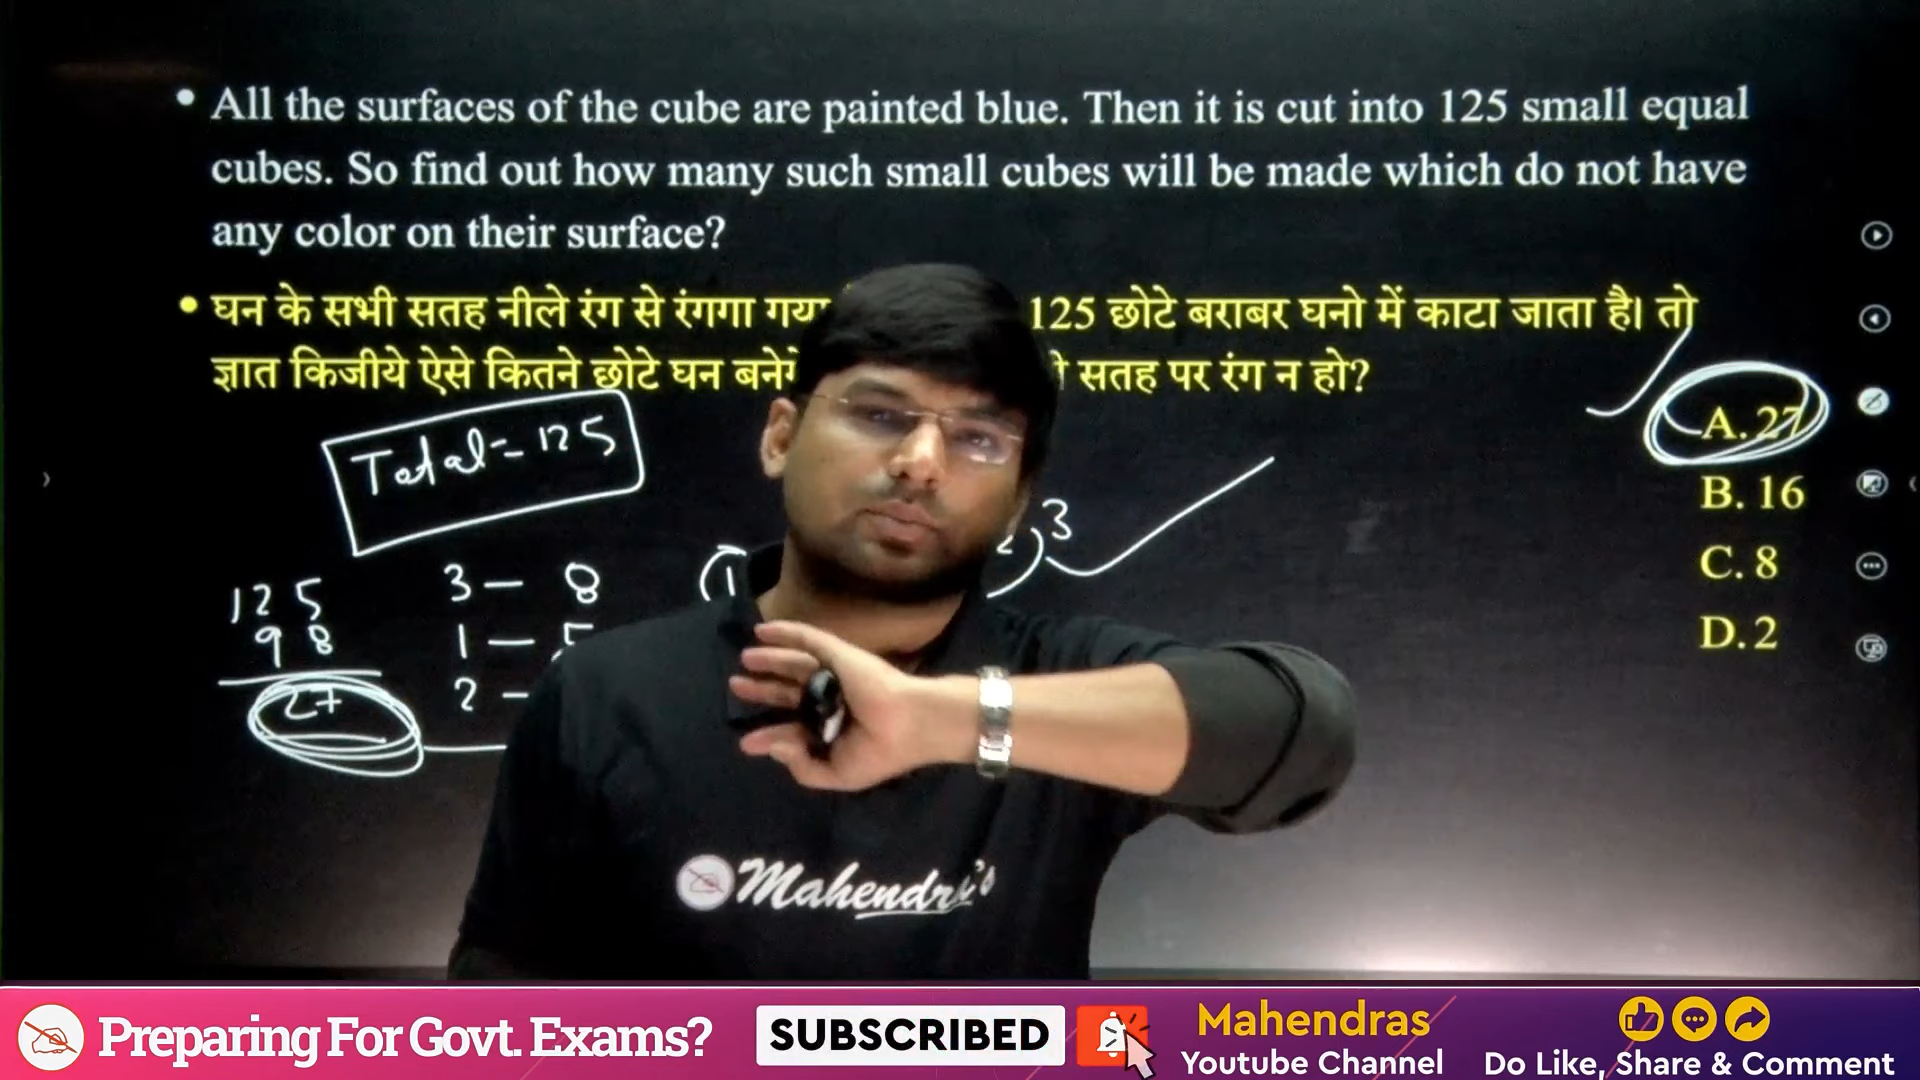 • All the surfaces of the cube are painted blue. Then it is cut into 125 small equal
cubes. So find out how many such small cubes will be made which do not have
any color on their surface?
• घन के सभी सतह नीले रंग से रंगगा गया 125 छोटे बराबर घनो में काटा जाता है। तो
ज्ञात किजीये ऐसे कितने छोटे घन बनेगे सतह पर रंग न हो?
A. 27
B. 16
C. 8
D. 2
Total = 125
3
(1
3 — 8
1 —
2 —
125
98
27
Mahendra's
Preparing For Govt. Exams?
SUBSCRIBED
Mahendras
Youtube Channel
Do Like, Share & Comment